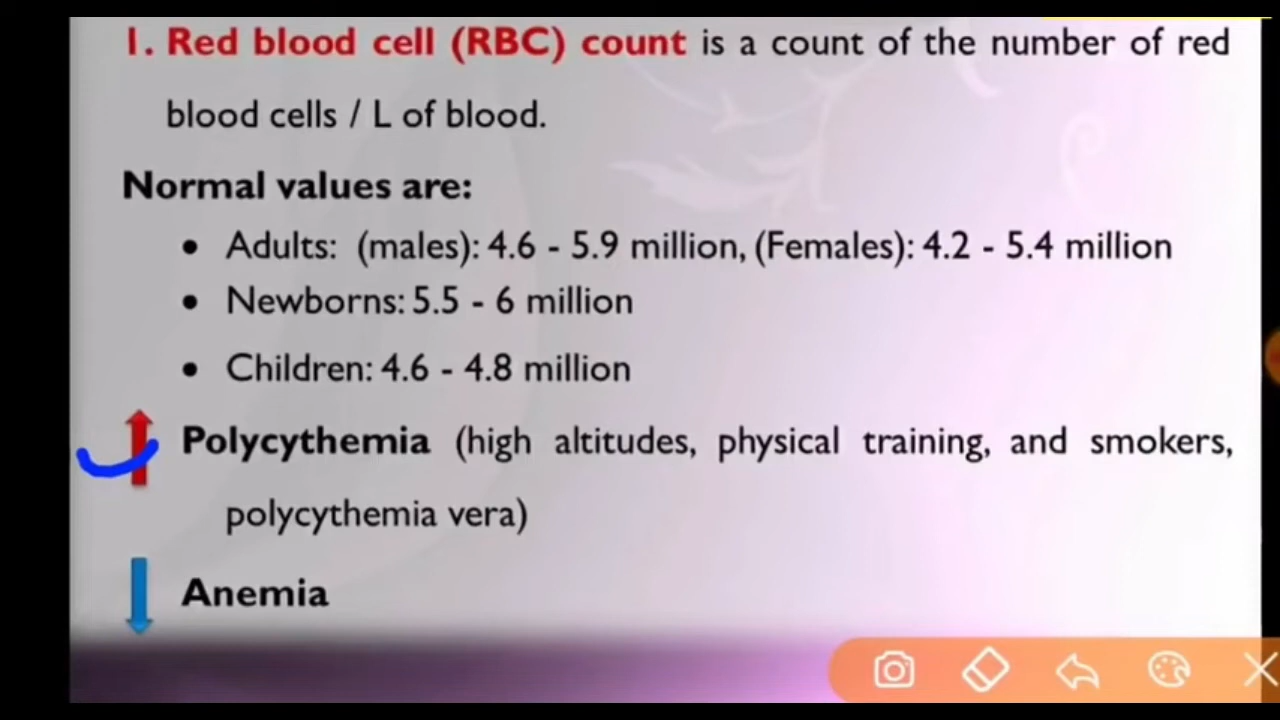 1. Red blood cell (RBC) count is a count of the number of red
blood cells / L of blood.
Normal values are:
• Adults: (males): 4.6 - 5.9 million, (Females): 4.2 - 5.4 million
• Newborns: 5.5 - 6 million
• Children: 4.6 - 4.8 million
Polycythemia (high altitudes, physical training, and smokers,
polycythemia vera)
Anemia